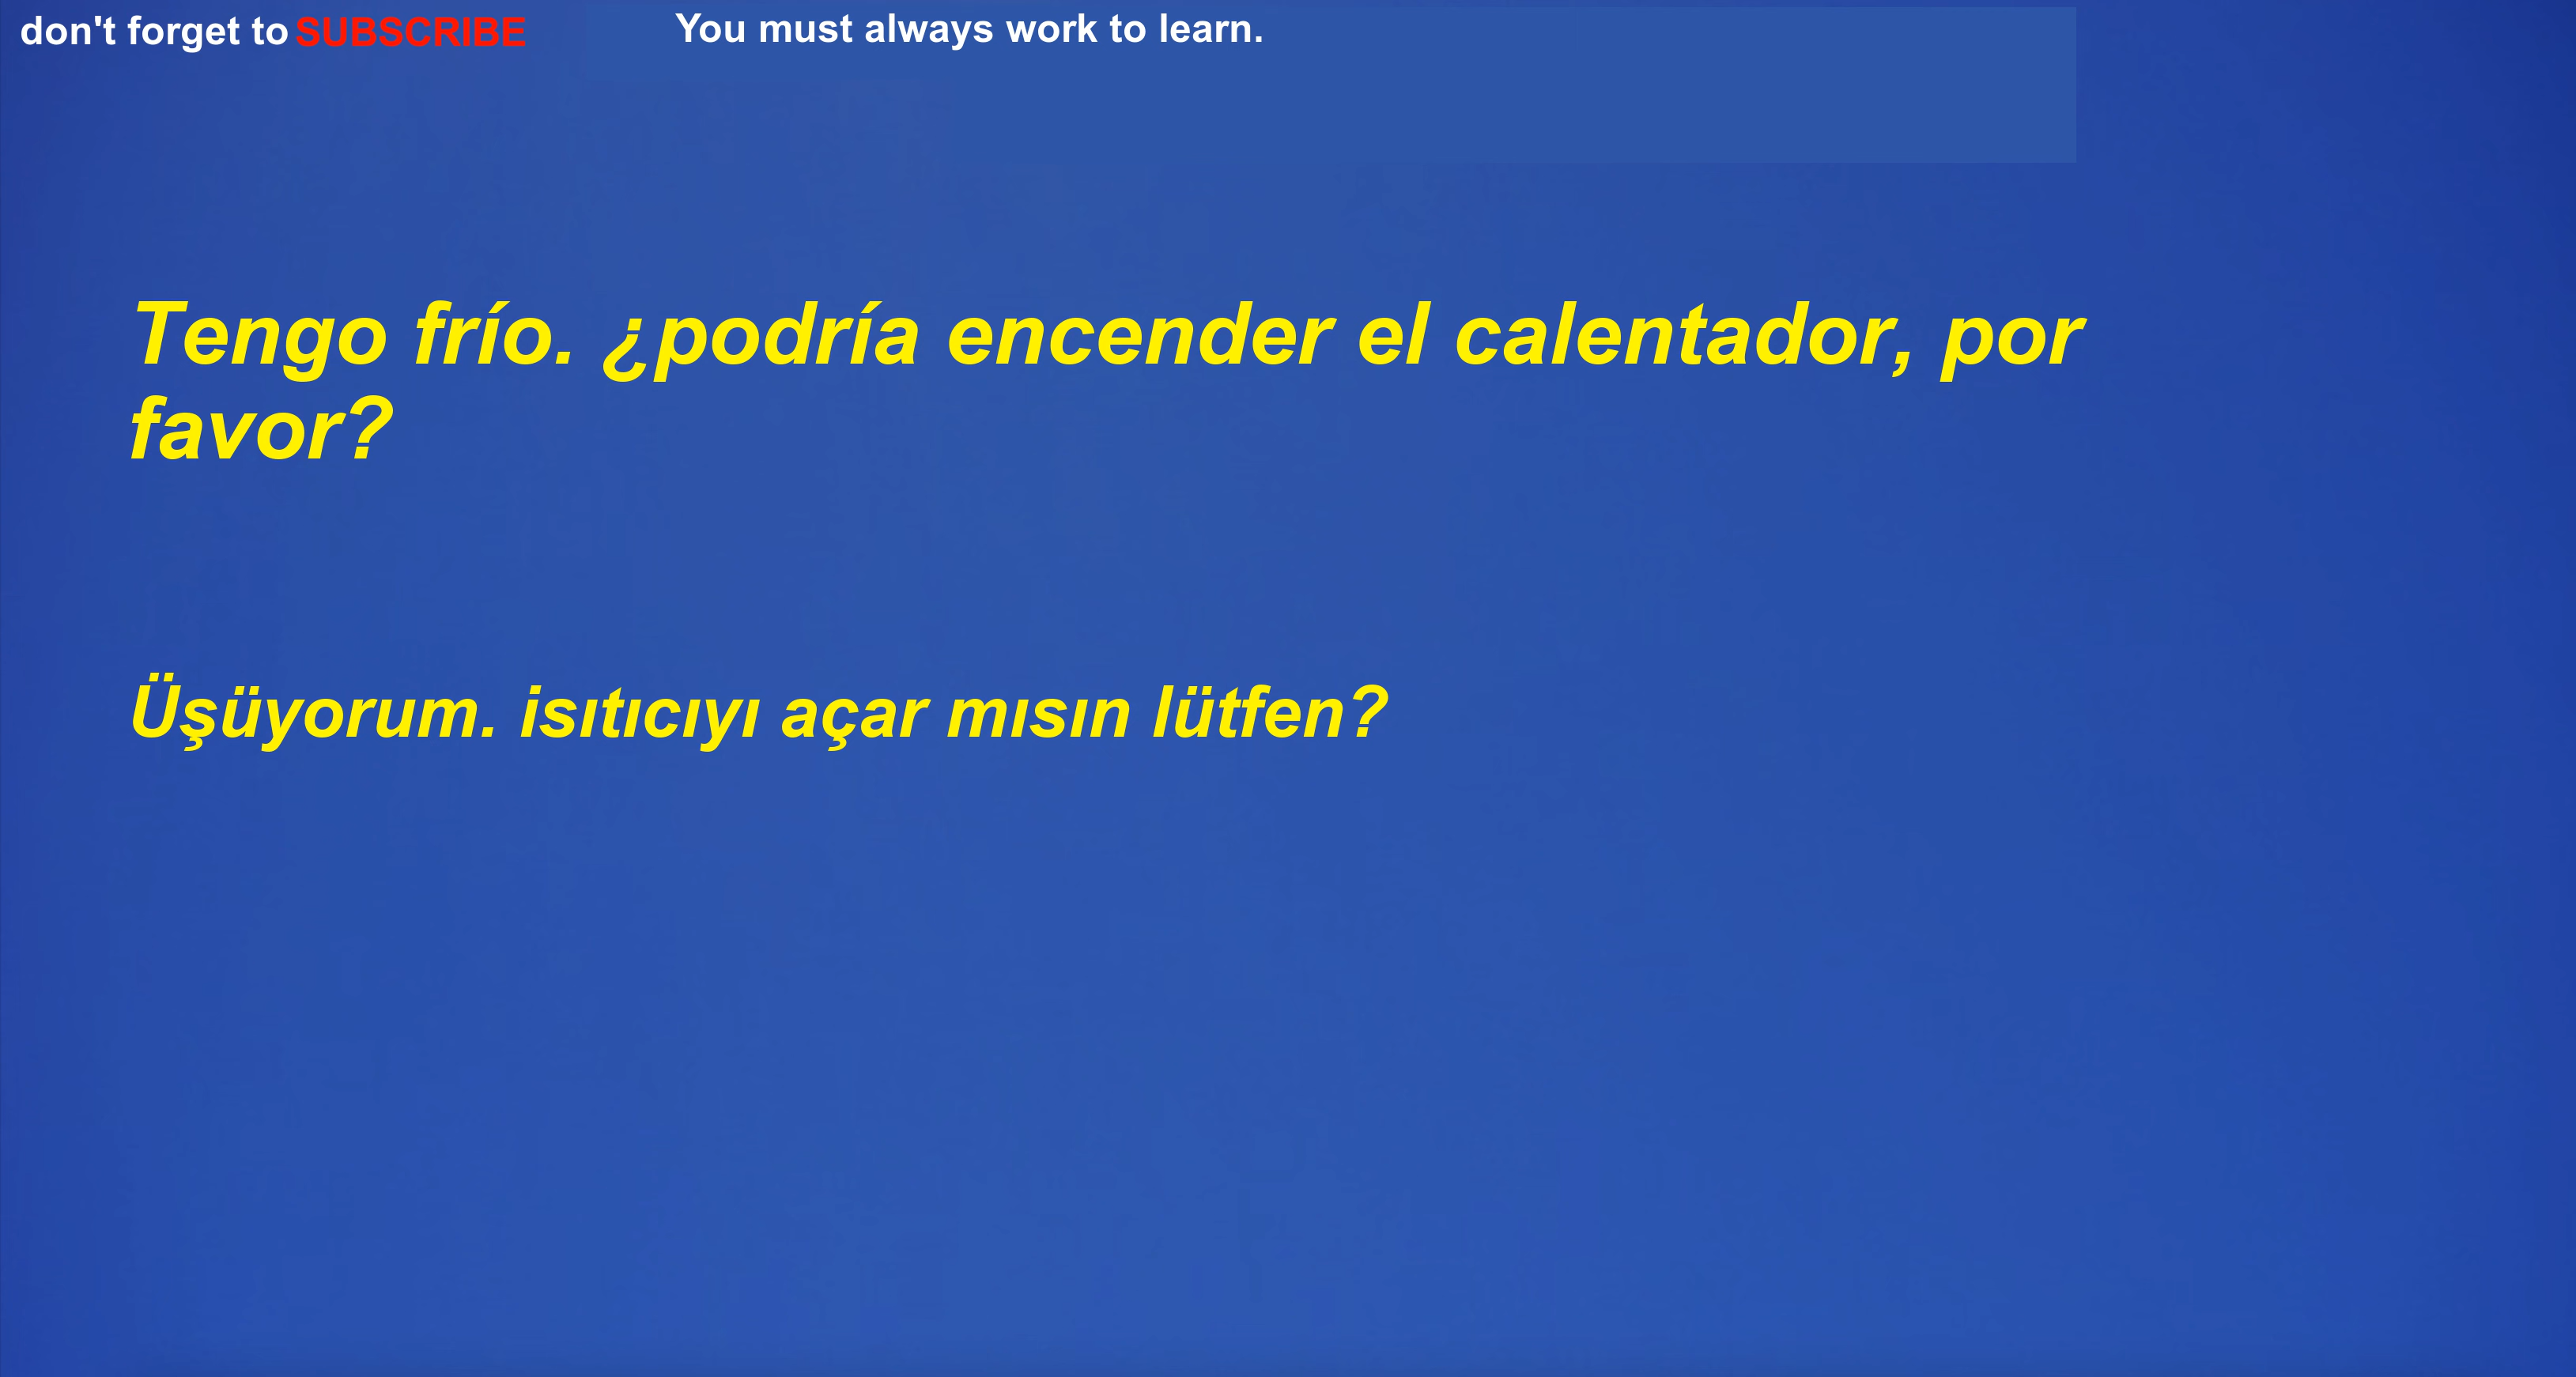 don't forget to SUBSCRIBE
You must always work to learn.
Tengo frío. ¿podría encender el calentador, por
favor?
Üşüyorum. isıtıcıyı açar mısın lütfen?